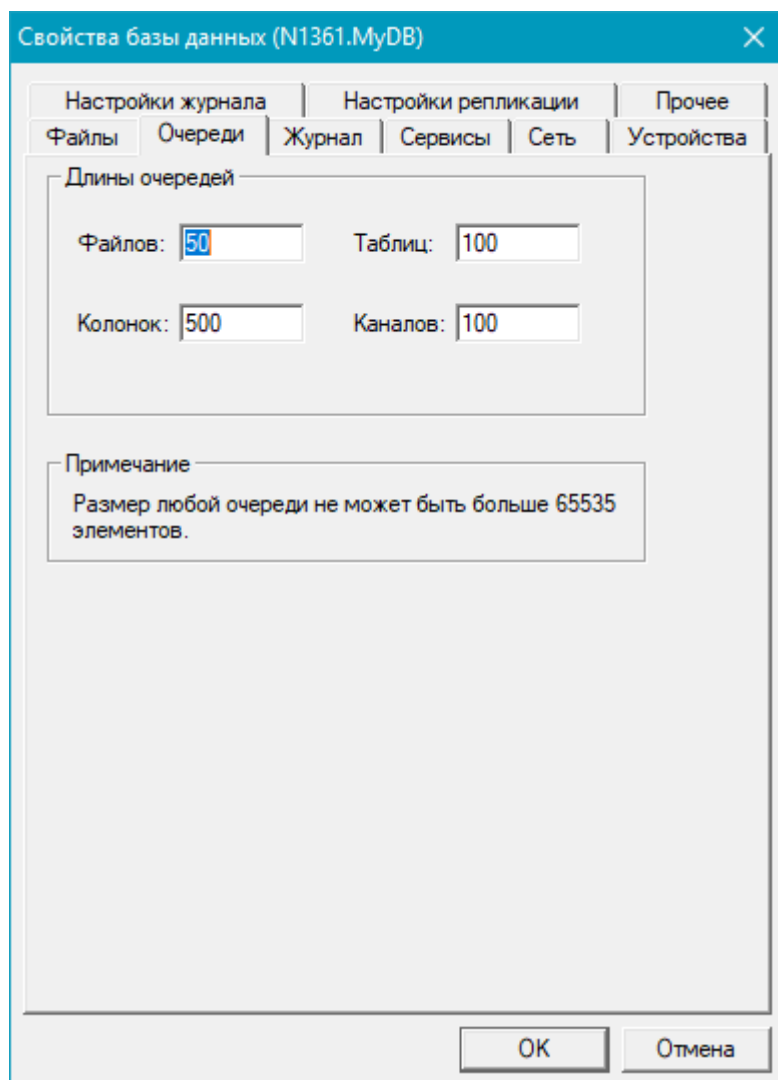 Свойства базы данных (N1361.MyDB)
Настройки журнала Настройки репликации Прочее
Файлы Очереди Журнал Сервисы Сеть Устройства
Длины очередей
Файлов: 50 Таблиц: 100
Колонок: 500 Каналов: 100
Примечание
Размер любой очереди не может быть больше 65535
элементов.
OK Отмена